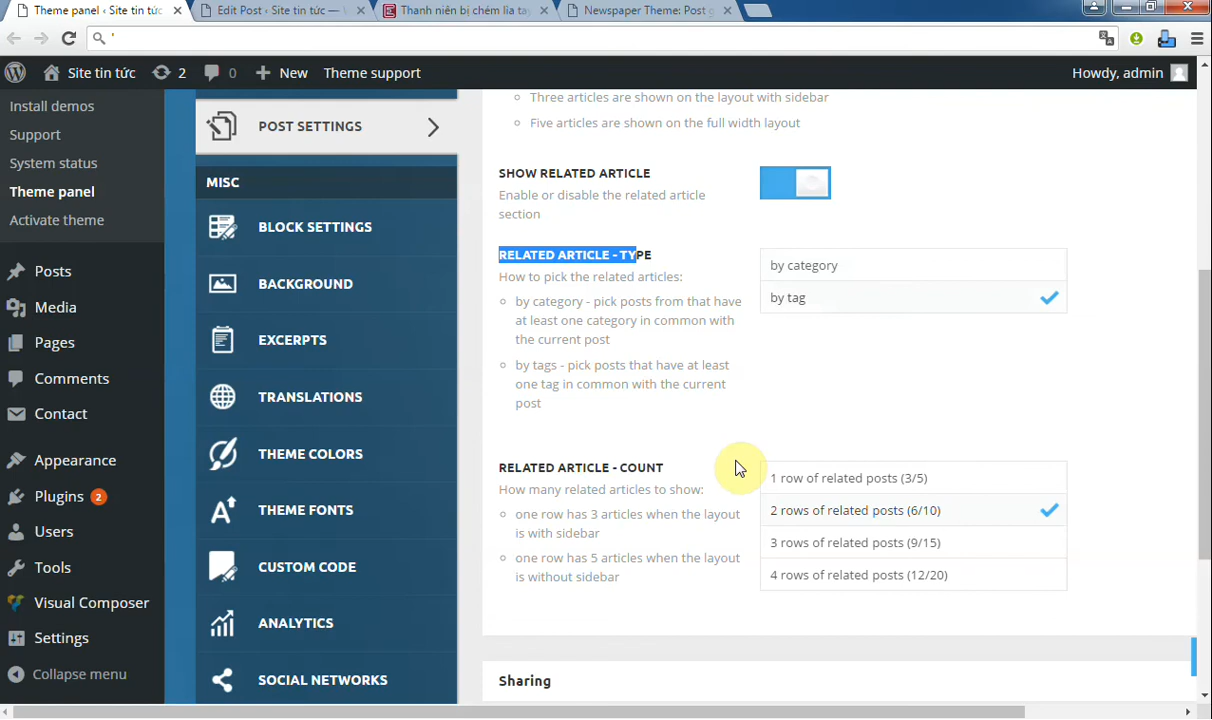 Theme panel ‹ Site tin tức
Edit Post ‹ Site tin tức —
Thanh niên bị chém lìa tay
Newspaper Theme: Post g
'
Site tin tức
2
0
New
Theme support
Howdy, admin
Install demos
Support
System status
Theme panel
Activate theme
Posts
Media
Pages
Comments
Contact
Appearance
Plugins 2
Users
Tools
Visual Composer
Settings
Collapse menu
POST SETTINGS
MISC
BLOCK SETTINGS
BACKGROUND
EXCERPTS
TRANSLATIONS
THEME COLORS
THEME FONTS
CUSTOM CODE
ANALYTICS
SOCIAL NETWORKS
Three articles are shown on the layout with sidebar
Five articles are shown on the full width layout
SHOW RELATED ARTICLE
Enable or disable the related article
section
RELATED ARTICLE - TYPE
How to pick the related articles:
by category - pick posts from that have
at least one category in common with
the current post
by tags - pick posts that have at least
one tag in common with the current
post
by category
by tag
RELATED ARTICLE - COUNT
How many related articles to show:
one row has 3 articles when the layout
is with sidebar
one row has 5 articles when the layout
is without sidebar
1 row of related posts (3/5)
2 rows of related posts (6/10)
3 rows of related posts (9/15)
4 rows of related posts (12/20)
Sharing